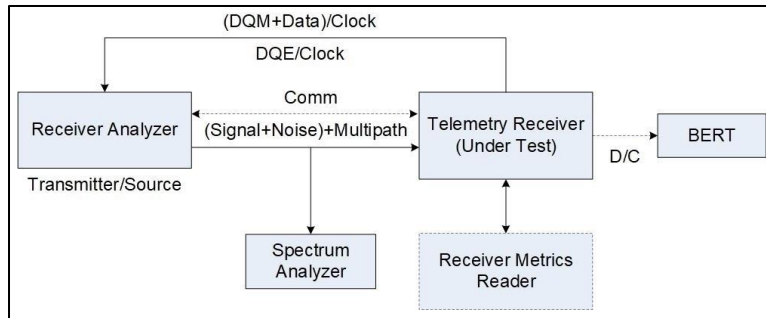 (DQM+Data)/Clock
DQE/Clock
Receiver Analyzer
Comm
(Signal+Noise)+Multipath
Telemetry Receiver
(Under Test)
BERT
D/C
Transmitter/Source
Spectrum
Analyzer
Receiver Metrics
Reader